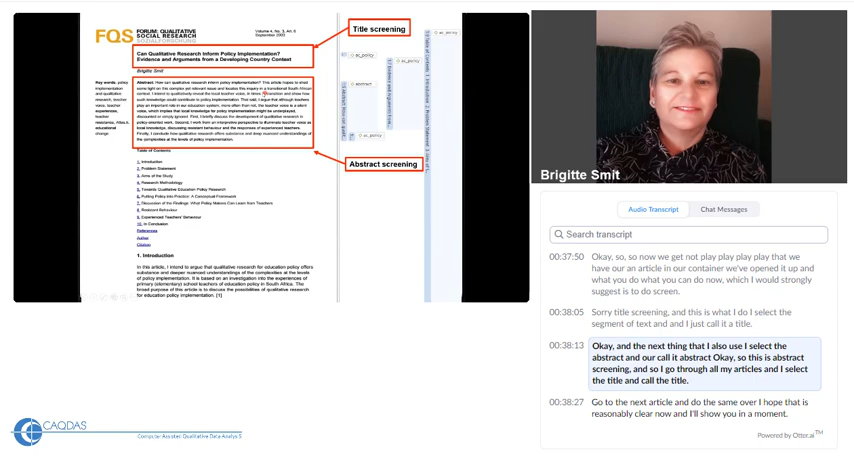 FQS FORUM: QUALITATIVE
SOCIAL RESEARCH
SOZIALFORSCHUNG
Volume 4, No. 3, Art. 6
September 2003
Title screening
Can Qualitative Research Inform Policy Implementation?
Evidence and Arguments from a Developing Country Context
Brigitte Smit
Key words: policy
implementation
and qualitative
research, teacher
voice, teacher
experiences,
educational
change
Abstract: How can qualitative research inform policy implementation? This article hopes to shed
some light on this complex yet relevant issue and locates this inquiry in a transitional South African
context. I intend to qualitatively reveal the local teacher voice, in times of transition and show how
such knowledge could contribute to policy implementation. That said, I argue that although teachers
play an important role in any education system, more often than not, the teacher voice is a silent
voice, which implies that local knowledge for policy implementation might be underplayed,
discounted or simply ignored. First, I briefly discuss the development of qualitative research in
policy-oriented work. Second, I work from an interpretive perspective to illuminate teacher voice as
local knowledge, discussing resistant behaviour and the responses of experienced teachers.
Finally, I conclude how qualitative research offers substance and deep nuanced understandings of
the complexities at the levels of policy implementation.
Abstract screening
Table of Contents
1. Introduction
2. Problem Statement
3. Aims of the Study
4. Research Methodology
5. Towards Qualitative Education Policy Research
6. Putting Policy into Practice: A Conceptual Framework
7. Discussion of the Findings: What Policy Makers Can Learn from Teachers
8. Resistant Behaviour
9. Experienced Teachers' Behaviour
10. In Conclusion
References
Author
Citation
1. Introduction
In this article, I intend to argue that qualitative research for education policy offers
substance and deeper nuanced understandings of the complexities at the levels
of policy implementation. It is based on an investigation into the experiences of
primary (elementary) school teachers of education policy in South Africa. The
broad purpose of this article is to discuss the possibilities of qualitative research
for education policy implementation. [1]
ac_policy
ac_policy
ac_policy
abstract
ac_policy
CAQDAS
Computer Assisted Qualitative Data Analysis
Brigitte Smit
Audio Transcript
Chat Messages
Search transcript
00:37:50 Okay, so, so now we get not play play play play that we
have our an article in our container we've opened it up and
what you do what you can do now, which I would strongly
suggest is to do screen.
00:38:05 Sorry title screening, and this is what I do I select the
segment of text and and I just call it a title.
00:38:13 Okay, and the next thing that I also use I select the
abstract and our call it abstract Okay, so this is abstract
screening, and so I go through all my articles and I select
the title and call the title.
00:38:27 Go to the next article and do the same over I hope that is
reasonably clear now and I'll show you in a moment.
Powered by Otter.ai™